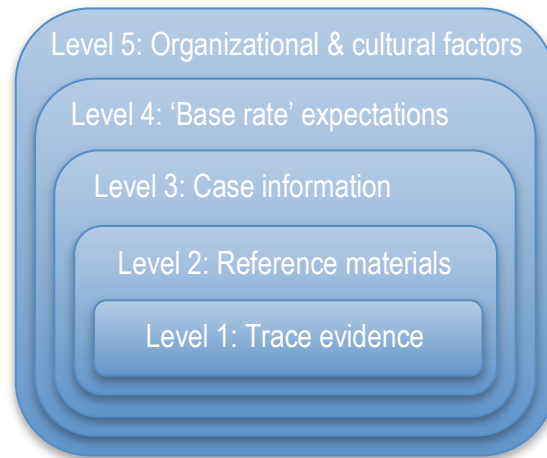 Level 5: Organizational & cultural factors
Level 4: ‘Base rate’ expectations
Level 3: Case information
Level 2: Reference materials
Level 1: Trace evidence